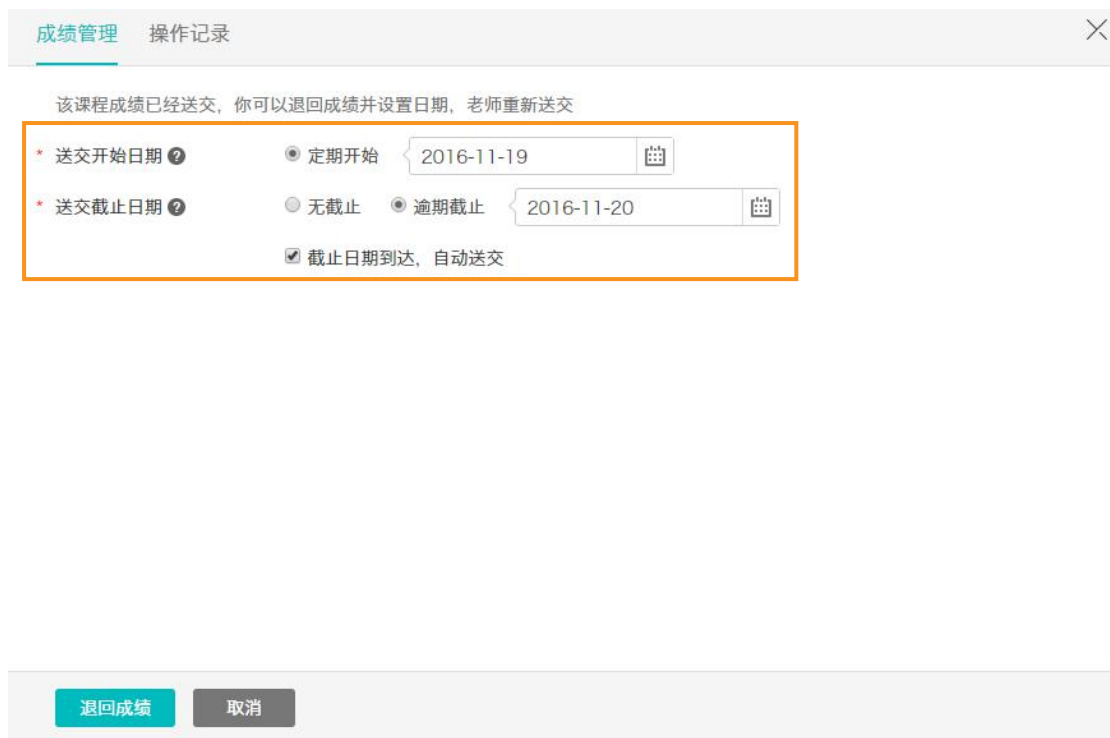 成绩管理 操作记录
该课程成绩已经送交，你可以退回成绩并设置日期，老师重新送交
* 送交开始日期 ? 定期开始 2016-11-19
* 送交截止日期 ? 无截止 逾期截止 2016-11-20
截止日期到达，自动送交
退回成绩 取消